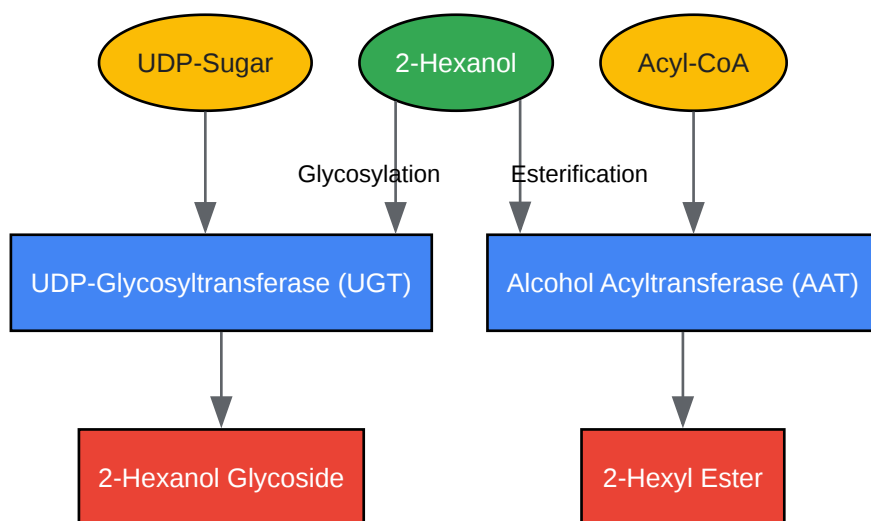 UDP-Sugar
2-Hexanol
Acyl-CoA
Glycosylation
Esterification
UDP-Glycosyltransferase (UGT)
Alcohol Acyltransferase (AAT)
2-Hexanol Glycoside
2-Hexyl Ester